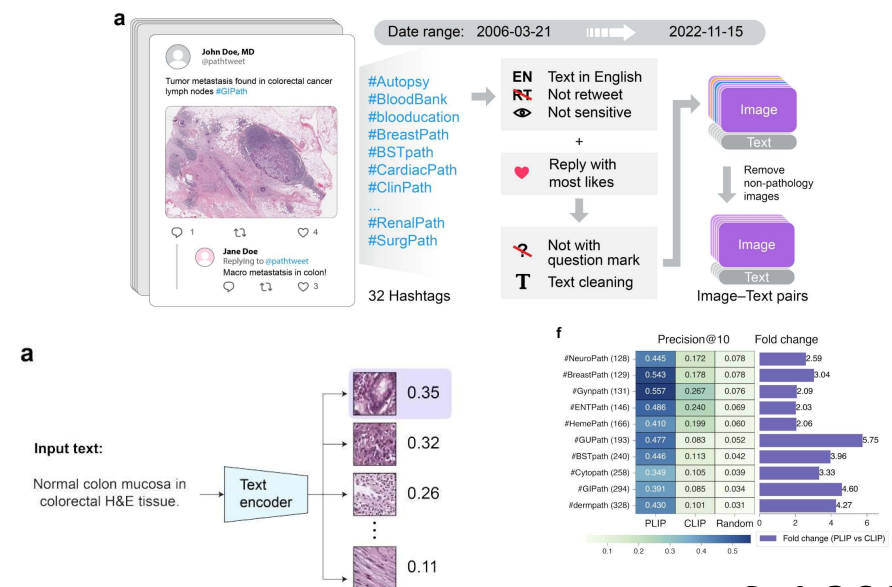 a
Date range: 2006-03-21 2022-11-15
John Doe, MD
@pathtweet
Tumor metastasis found in colorectal cancer
lymph nodes #GIPath
1 4
Jane Doe
Replying to @pathtweet
Macro metastatsis in colon!
3
#Autopsy
#BloodBank
#blooducation
#BreastPath
#BSTpath
#CardiacPath
#ClinPath
...
#RenalPath
#SurgPath
32 Hashtags
EN Text in English
RT Not retweet
Not sensitive
+
Reply with
most likes
? Not with
question mark
T Text cleaning
Image
Text
Remove
non-pathology
images
Image
Text
Image–Text pairs
a
Input text:
Normal colon mucosa in
colorectal H&E tissue.
Text
encoder
0.35
0.32
0.26
0.11
f
Precision@10 Fold change
#NeuroPath (128) 0.445 0.172 0.078 2.59
#BreastPath (129) 0.543 0.178 0.078 3.04
#Gynpath (131) 0.557 0.267 0.076 2.09
#ENTPath (146) 0.486 0.240 0.069 2.03
#HemePath (166) 0.410 0.199 0.060 2.06
#GUPath (193) 0.477 0.083 0.052 5.75
#BSTpath (240) 0.446 0.113 0.042 3.96
#Cytopath (258) 0.349 0.105 0.039 3.33
#GIPath (294) 0.391 0.085 0.034 4.60
#dermpath (328) 0.430 0.101 0.031 4.27
PLIP CLIP Random 0 2 4 6
0.1 0.2 0.3 0.4 0.5
Fold change (PLIP vs CLIP)